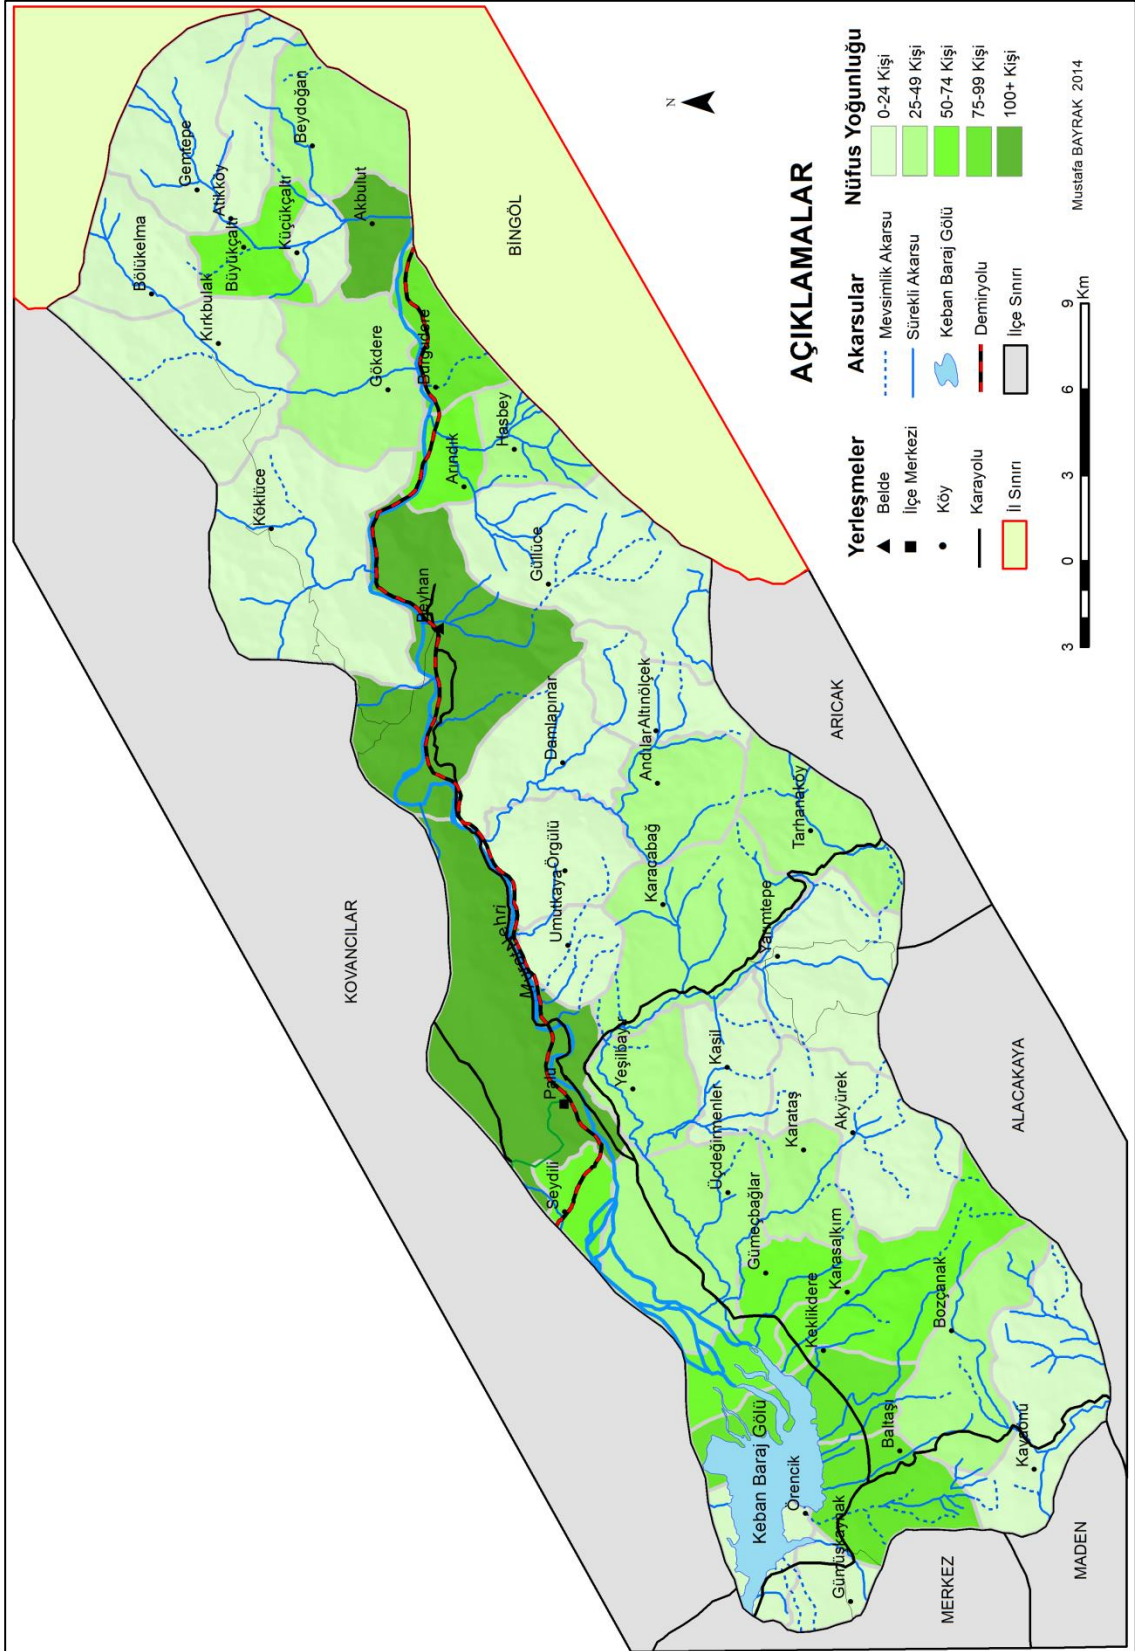 KOVANCILAR
BİNGÖL
ARICAK
ALACAKAYA
MADEN
MERKEZ
Bölükelma
Gemtepe
Atikköy
Büyükçaltı
Küçükçaltı
Beydoğan
Akbulut
Kırkbulak
Gökdere
Burgudere
Köklüce
Arındık
Hasbey
Beyhan
Güllüce
Damlapınar
Altınölçek
Andılar
Örgülü
Umutkaya
Karacabağ
Tarhanaköy
Yarımtepe
Murat Nehri
Palu
Yeşilbayır
Kaşil
Seydili
Üçdeğirmenler
Karataş
Akyürek
Gümeçbağlar
Karasalkım
Keklikdere
Bozçanak
Baltaşı
Kayaönü
Keban Baraj Gölü
Örencik
Gümüşkaynak
N
AÇIKLAMALAR
Yerleşmeler
Belde
İlçe Merkezi
Köy
Karayolu
İl Sınırı
Akarsular
Mevsimlik Akarsu
Sürekli Akarsu
Keban Baraj Gölü
Demiryolu
İlçe Sınırı
Nüfus Yoğunluğu
0-24 Kişi
25-49 Kişi
50-74 Kişi
75-99 Kişi
100+ Kişi
3 0 3 6 9
Km
Mustafa BAYRAK 2014